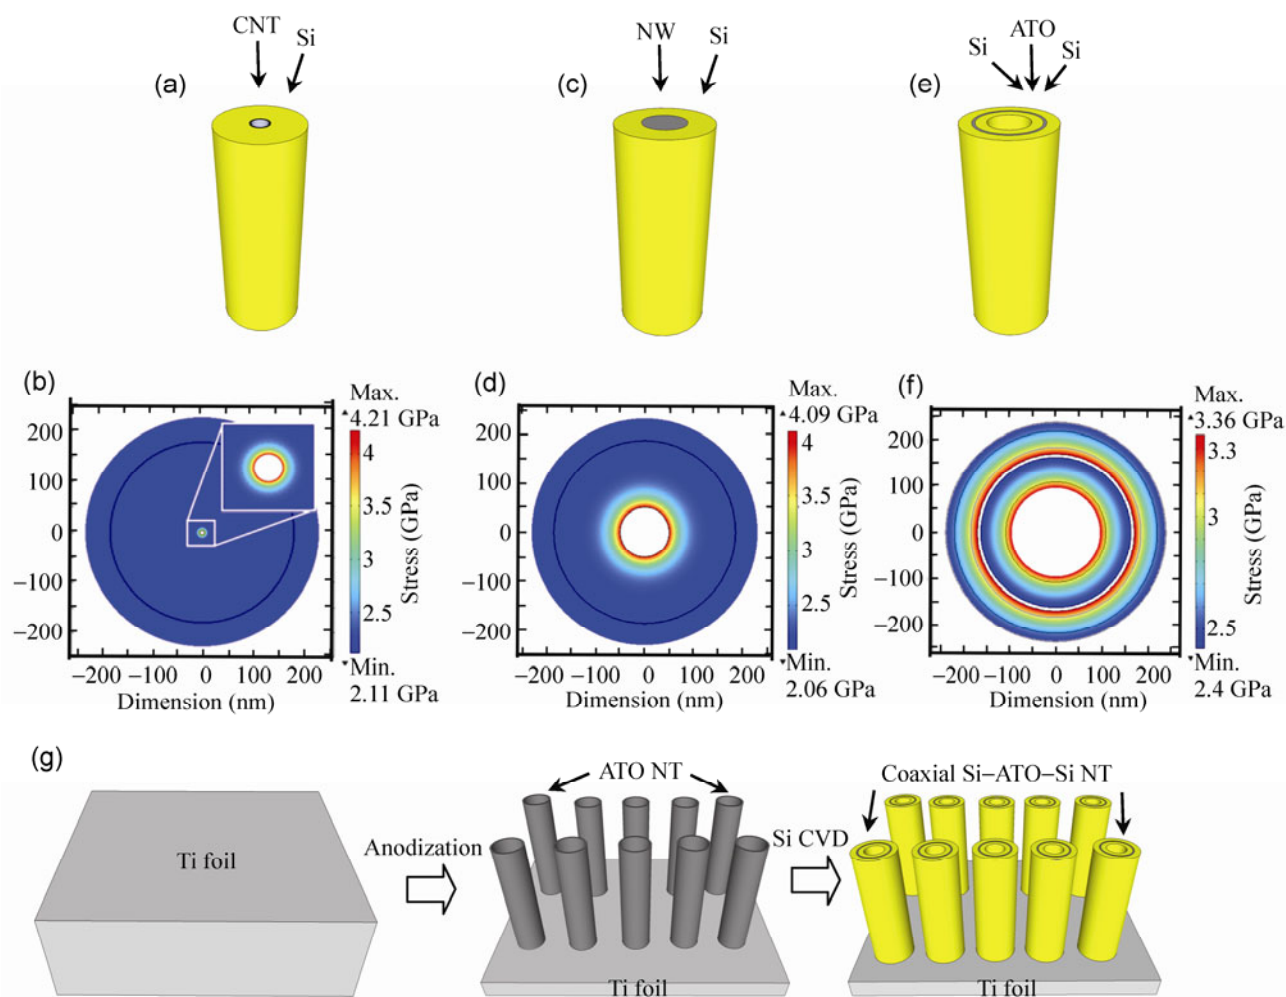 CNT
Si
(a)
NW
Si
(c)
Si
ATO
Si
(e)
(b)
Max.
4.21 GPa
200
100
0
−100
−200
−200 −100 0 100 200
Dimension (nm)
4
3.5
3
2.5
Stress (GPa)
Min.
2.11 GPa
(d)
Max.
4.09 GPa
200
100
0
−100
−200
−200 −100 0 100 200
Dimension (nm)
4
3.5
3
2.5
Stress (GPa)
Min.
2.06 GPa
(f)
Max.
3.36 GPa
200
100
0
−100
−200
−200 −100 0 100 200
Dimension (nm)
3.3
3
2.5
Stress (GPa)
Min.
2.4 GPa
(g)
Ti foil
Anodization
ATO NT
Ti foil
Si CVD
Coaxial Si–ATO–Si NT
Ti foil